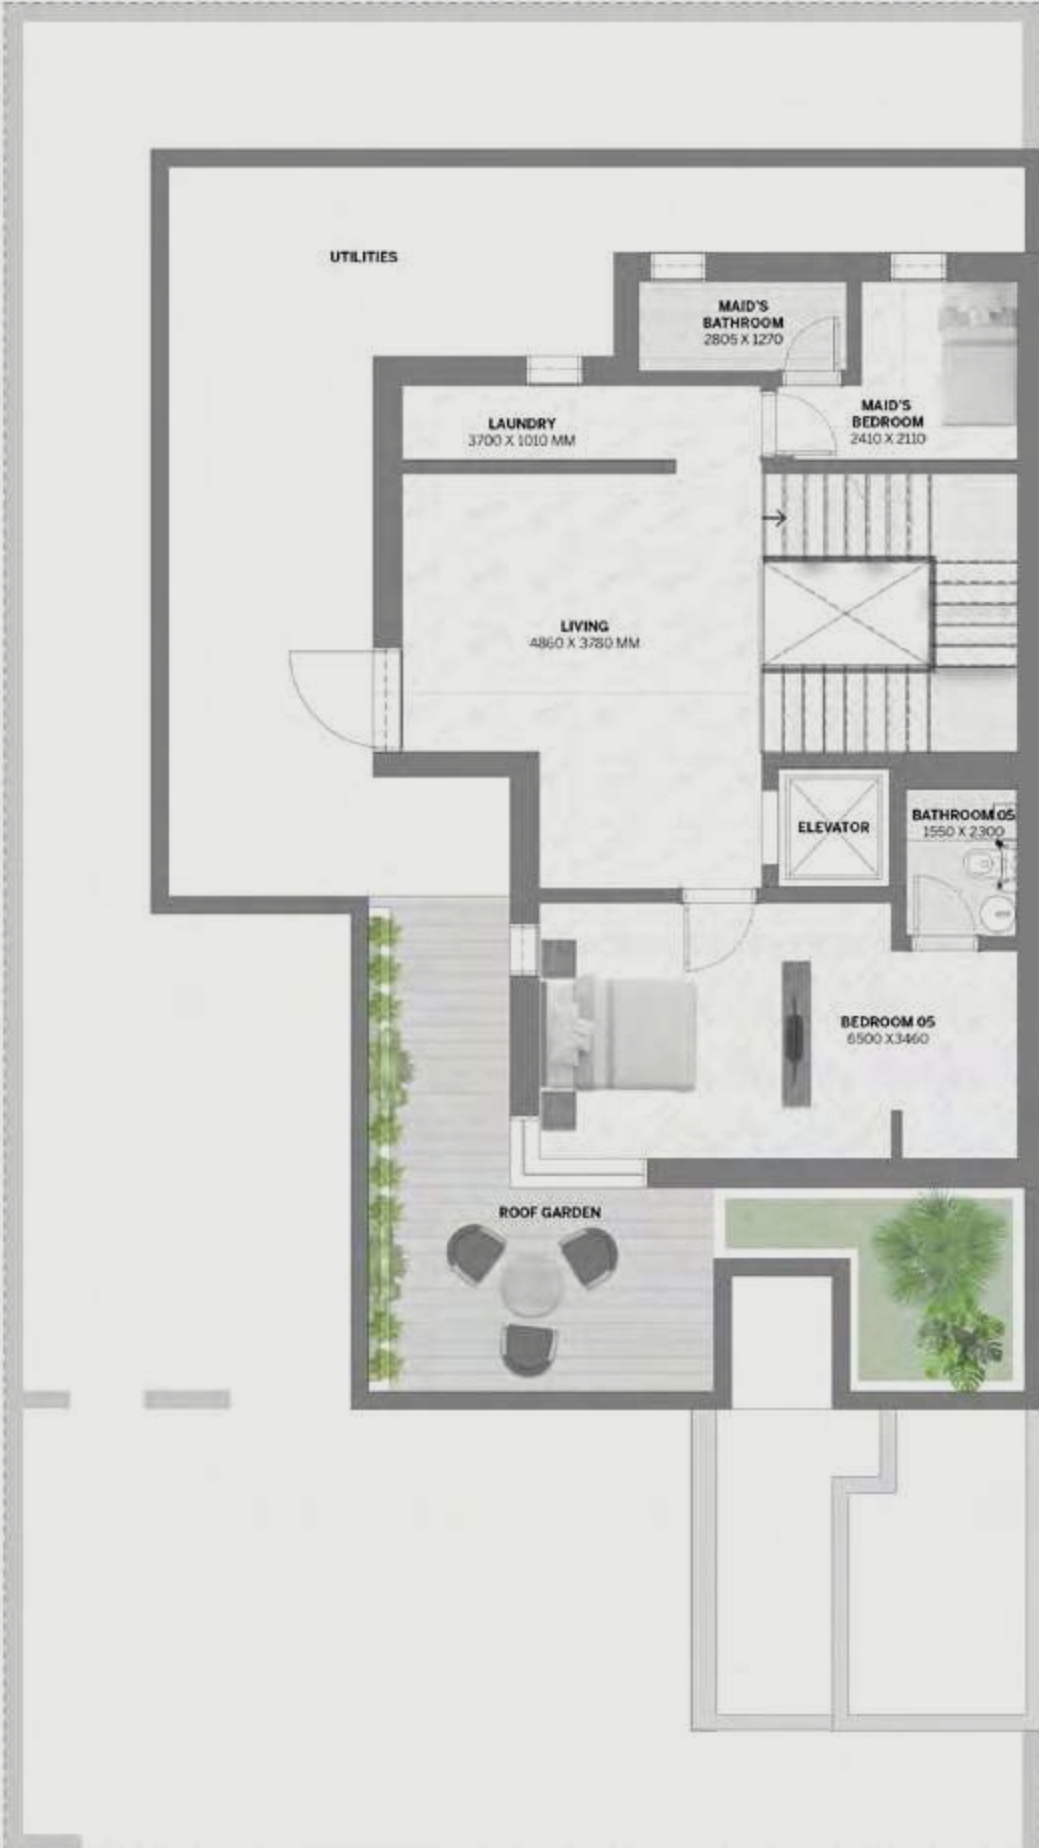 UTILITIES
MAID'S
BATHROOM
2805 X 1270
MAID'S
BEDROOM
2410 X 2110
LAUNDRY
3700 X 1010 MM
LIVING
4860 X 3780 MM
ELEVATOR
BATHROOM 05
1550 X 2300
BEDROOM 05
6500 X3460
ROOF GARDEN